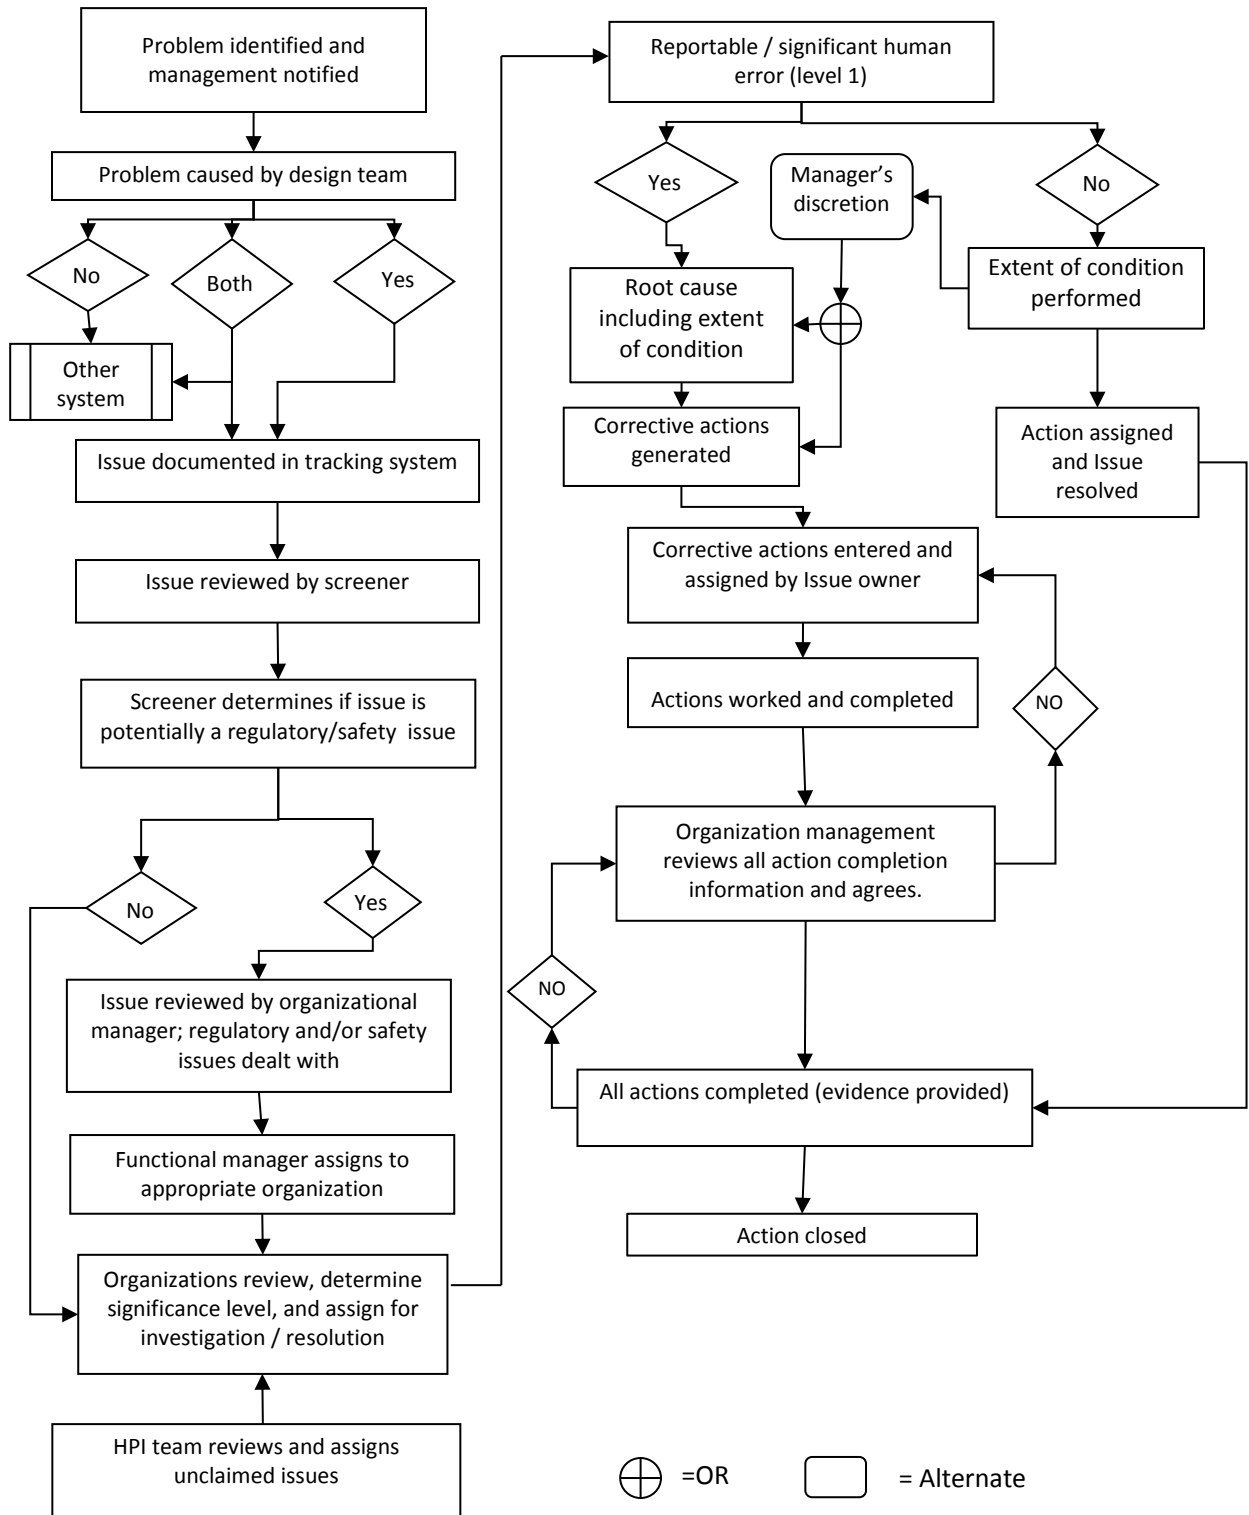 Problem identified and
management notified
Problem caused by design team
No
Both
Yes
Other
system
Issue documented in tracking system
Issue reviewed by screener
Screener determines if issue is
potentially a regulatory/safety issue
No
Yes
Issue reviewed by organizational
manager; regulatory and/or safety
issues dealt with
Functional manager assigns to
appropriate organization
Organizations review, determine
significance level, and assign for
investigation / resolution
HPI team reviews and assigns
unclaimed issues
Reportable / significant human
error (level 1)
Yes
Manager’s
discretion
No
Root cause
including extent
of condition
Extent of condition
performed
Corrective actions
generated
Action assigned
and Issue
resolved
Corrective actions entered and
assigned by Issue owner
Actions worked and completed
NO
Organization management
reviews all action completion
information and agrees.
NO
All actions completed (evidence provided)
Action closed
=OR
= Alternate